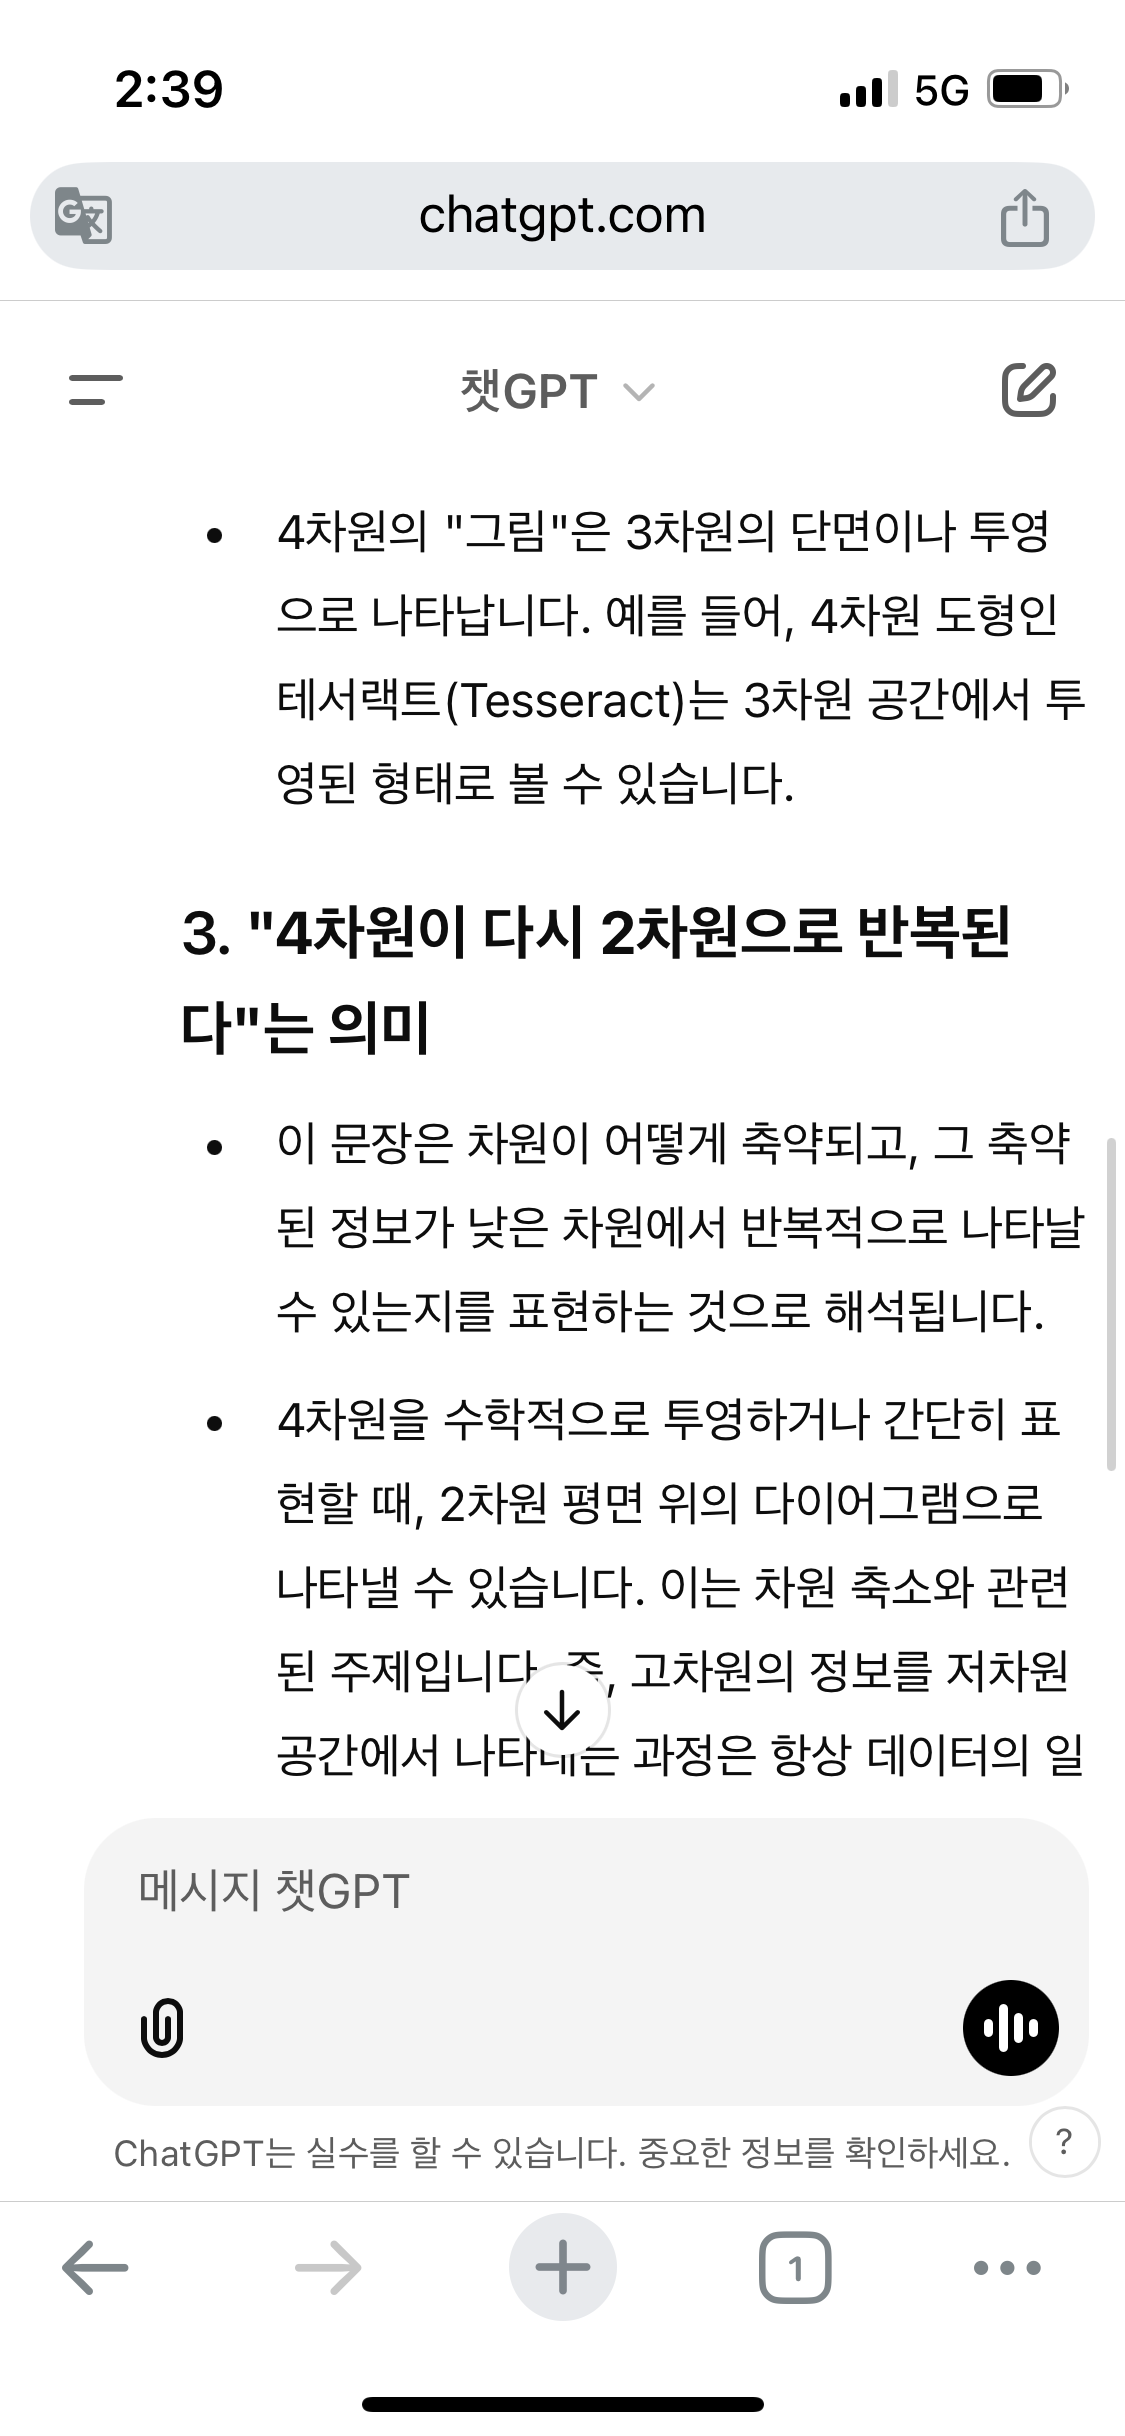 2:39
5G
chatgpt.com
챗GPT
• 4차원의 "그림"은 3차원의 단면이나 투영
으로 나타납니다. 예를 들어, 4차원 도형인
테서랙트(Tesseract)는 3차원 공간에서 투
영된 형태로 볼 수 있습니다.
3. "4차원이 다시 2차원으로 반복된
다"는 의미
• 이 문장은 차원이 어떻게 축약되고, 그 축약
된 정보가 낮은 차원에서 반복적으로 나타날
수 있는지를 표현하는 것으로 해석됩니다.
• 4차원을 수학적으로 투영하거나 간단히 표
현할 때, 2차원 평면 위의 다이어그램으로
나타낼 수 있습니다. 이는 차원 축소와 관련
된 주제입니다. 즉, 고차원의 정보를 저차원
공간에서 나타내는 과정은 항상 데이터의 일
메시지 챗GPT
ChatGPT는 실수를 할 수 있습니다. 중요한 정보를 확인하세요.
?
1